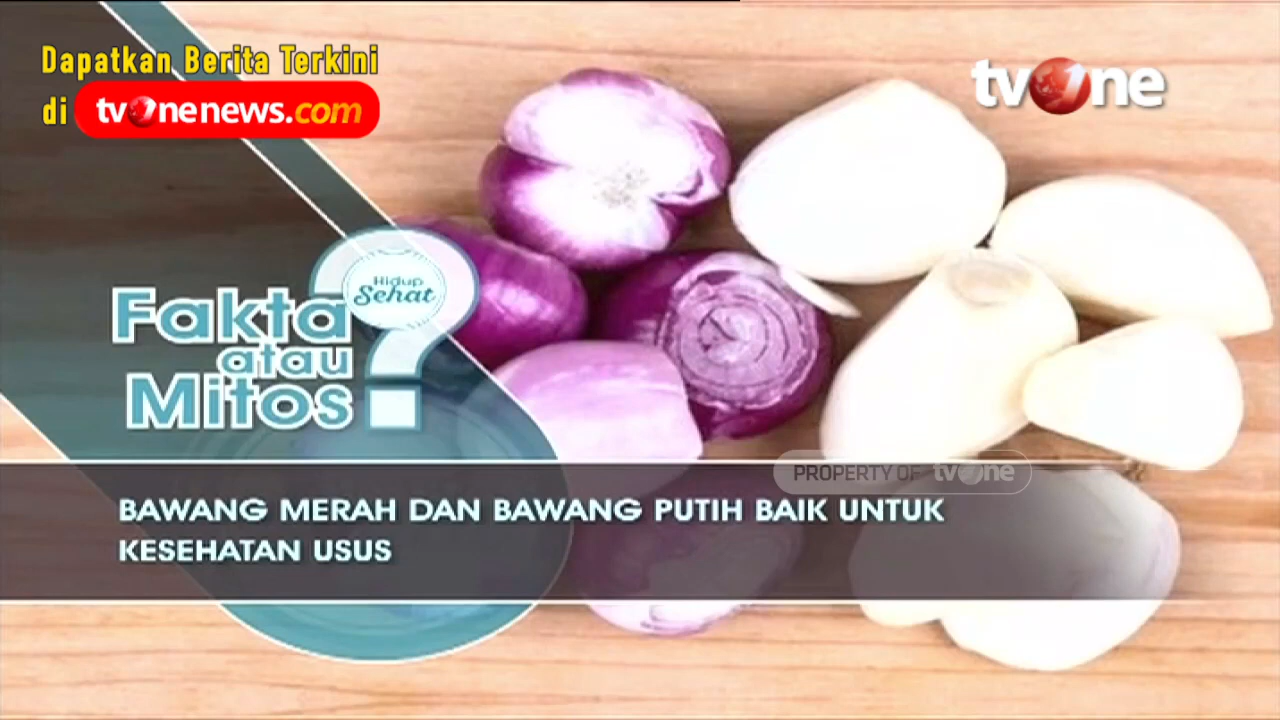 Dapatkan Berita Terkini
di tvonenews.com
tvone
Hidup
Sehat
Fakta
atau
Mitos?
PROPERTY OF tvone
BAWANG MERAH DAN BAWANG PUTIH BAIK UNTUK
KESEHATAN USUS